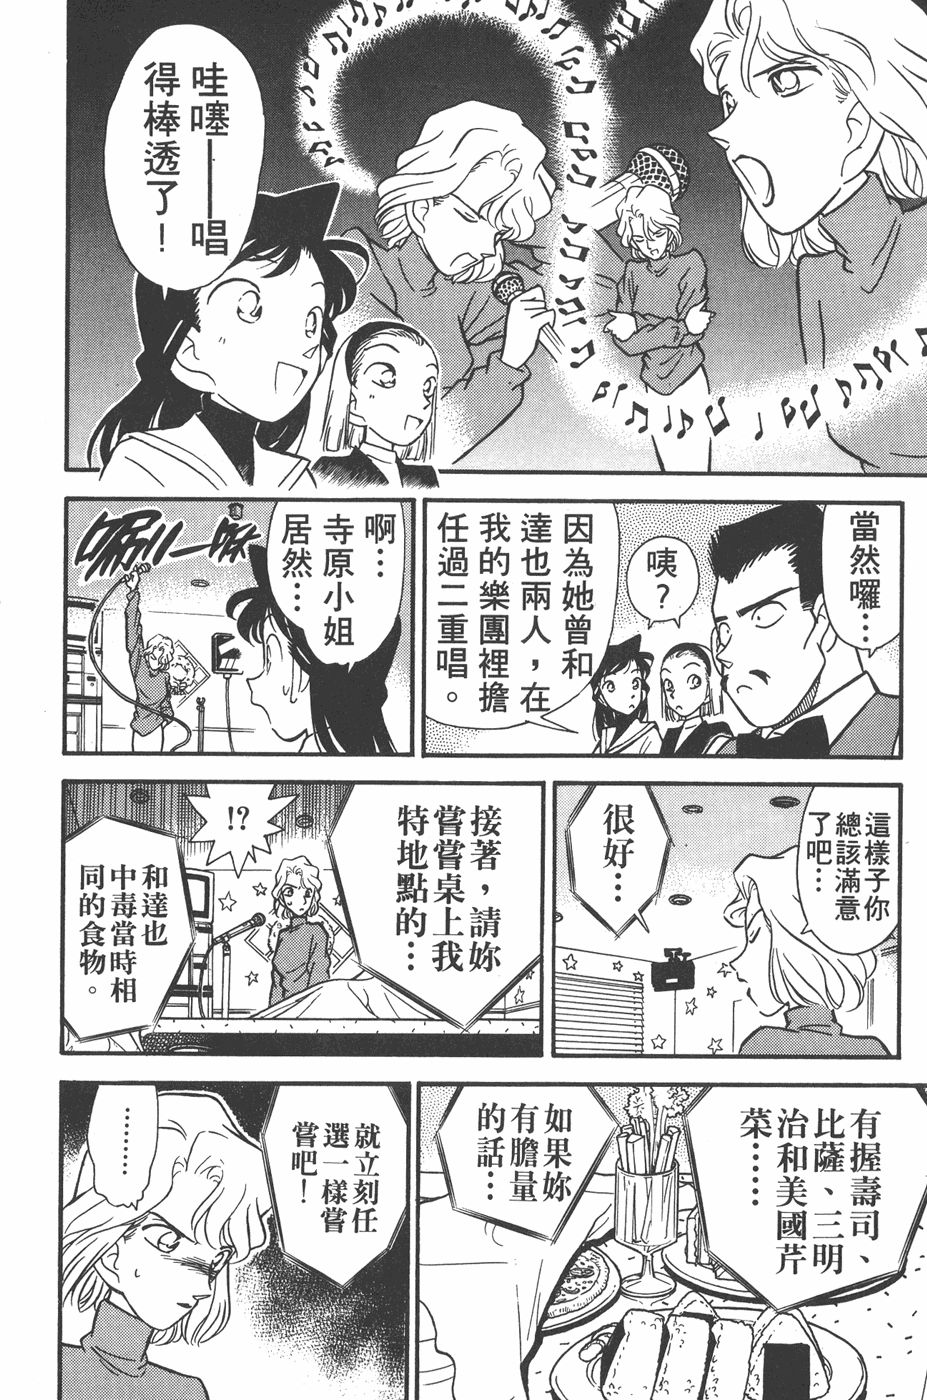 哇噻——唱
得棒透了！
當然囉…
咦？
因為她曾和
達也兩人，在
我的樂團裡擔
任過二重唱。
啊…
寺原小姐
居然…
這樣子你
總該滿意
了吧…
很好…
接著，請妳
嘗嘗桌上我
特地點的…
!?
和達也
中毒當時相
同的食物。
有握壽司、
比薩、三明
治和美國芹
菜……
如果妳
有膽量
的話…
就立刻任
選一樣嘗
嘗吧！
……